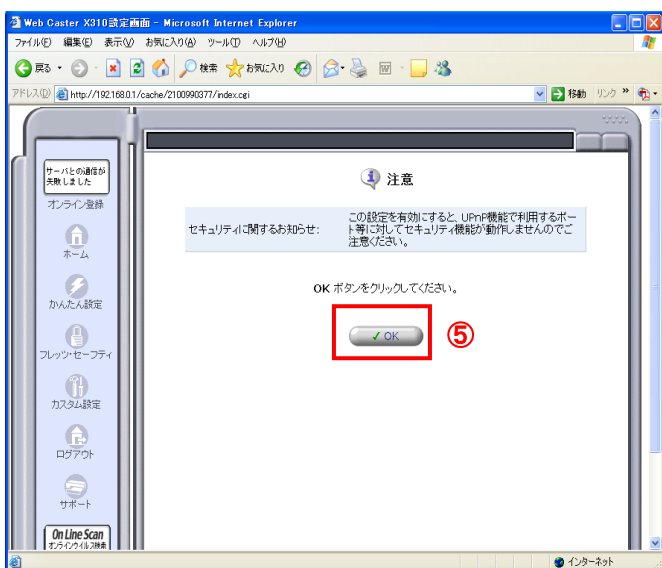 Web Caster X310設定画面 - Microsoft Internet Explorer
ファイル(F) 編集(E) 表示(V) お気に入り(A) ツール(T) ヘルプ(H)
戻る 検索 お気に入り
アドレス(D) http://192.168.0.1/cache/2100990377/index.cgi 移動 リンク »
サーバとの通信が
失敗しました
オンライン登録
ホーム
かんたん設定
フレッツ・セーフティ
カスタム設定
ログアウト
サポート
On Line Scan
オンラインウイルス検索
注意
セキュリティに関するお知らせ: この設定を有効にすると、UPnP機能で利用するポー
ト等に対してセキュリティ機能が動作しませんのでご
注意ください。
OK ボタンをクリックしてください。
✓ OK
⑤
インターネット